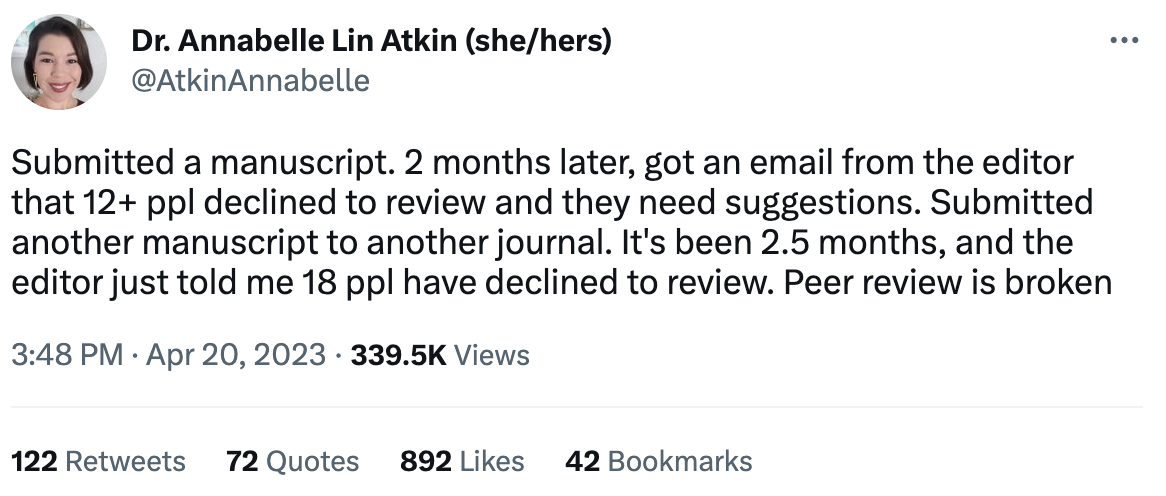 Dr. Annabelle Lin Atkin (she/hers)
@AtkinAnnabelle
Submitted a manuscript. 2 months later, got an email from the editor
that 12+ ppl declined to review and they need suggestions. Submitted
another manuscript to another journal. It's been 2.5 months, and the
editor just told me 18 ppl have declined to review. Peer review is broken
3:48 PM · Apr 20, 2023 · 339.5K Views
122 Retweets 72 Quotes 892 Likes 42 Bookmarks